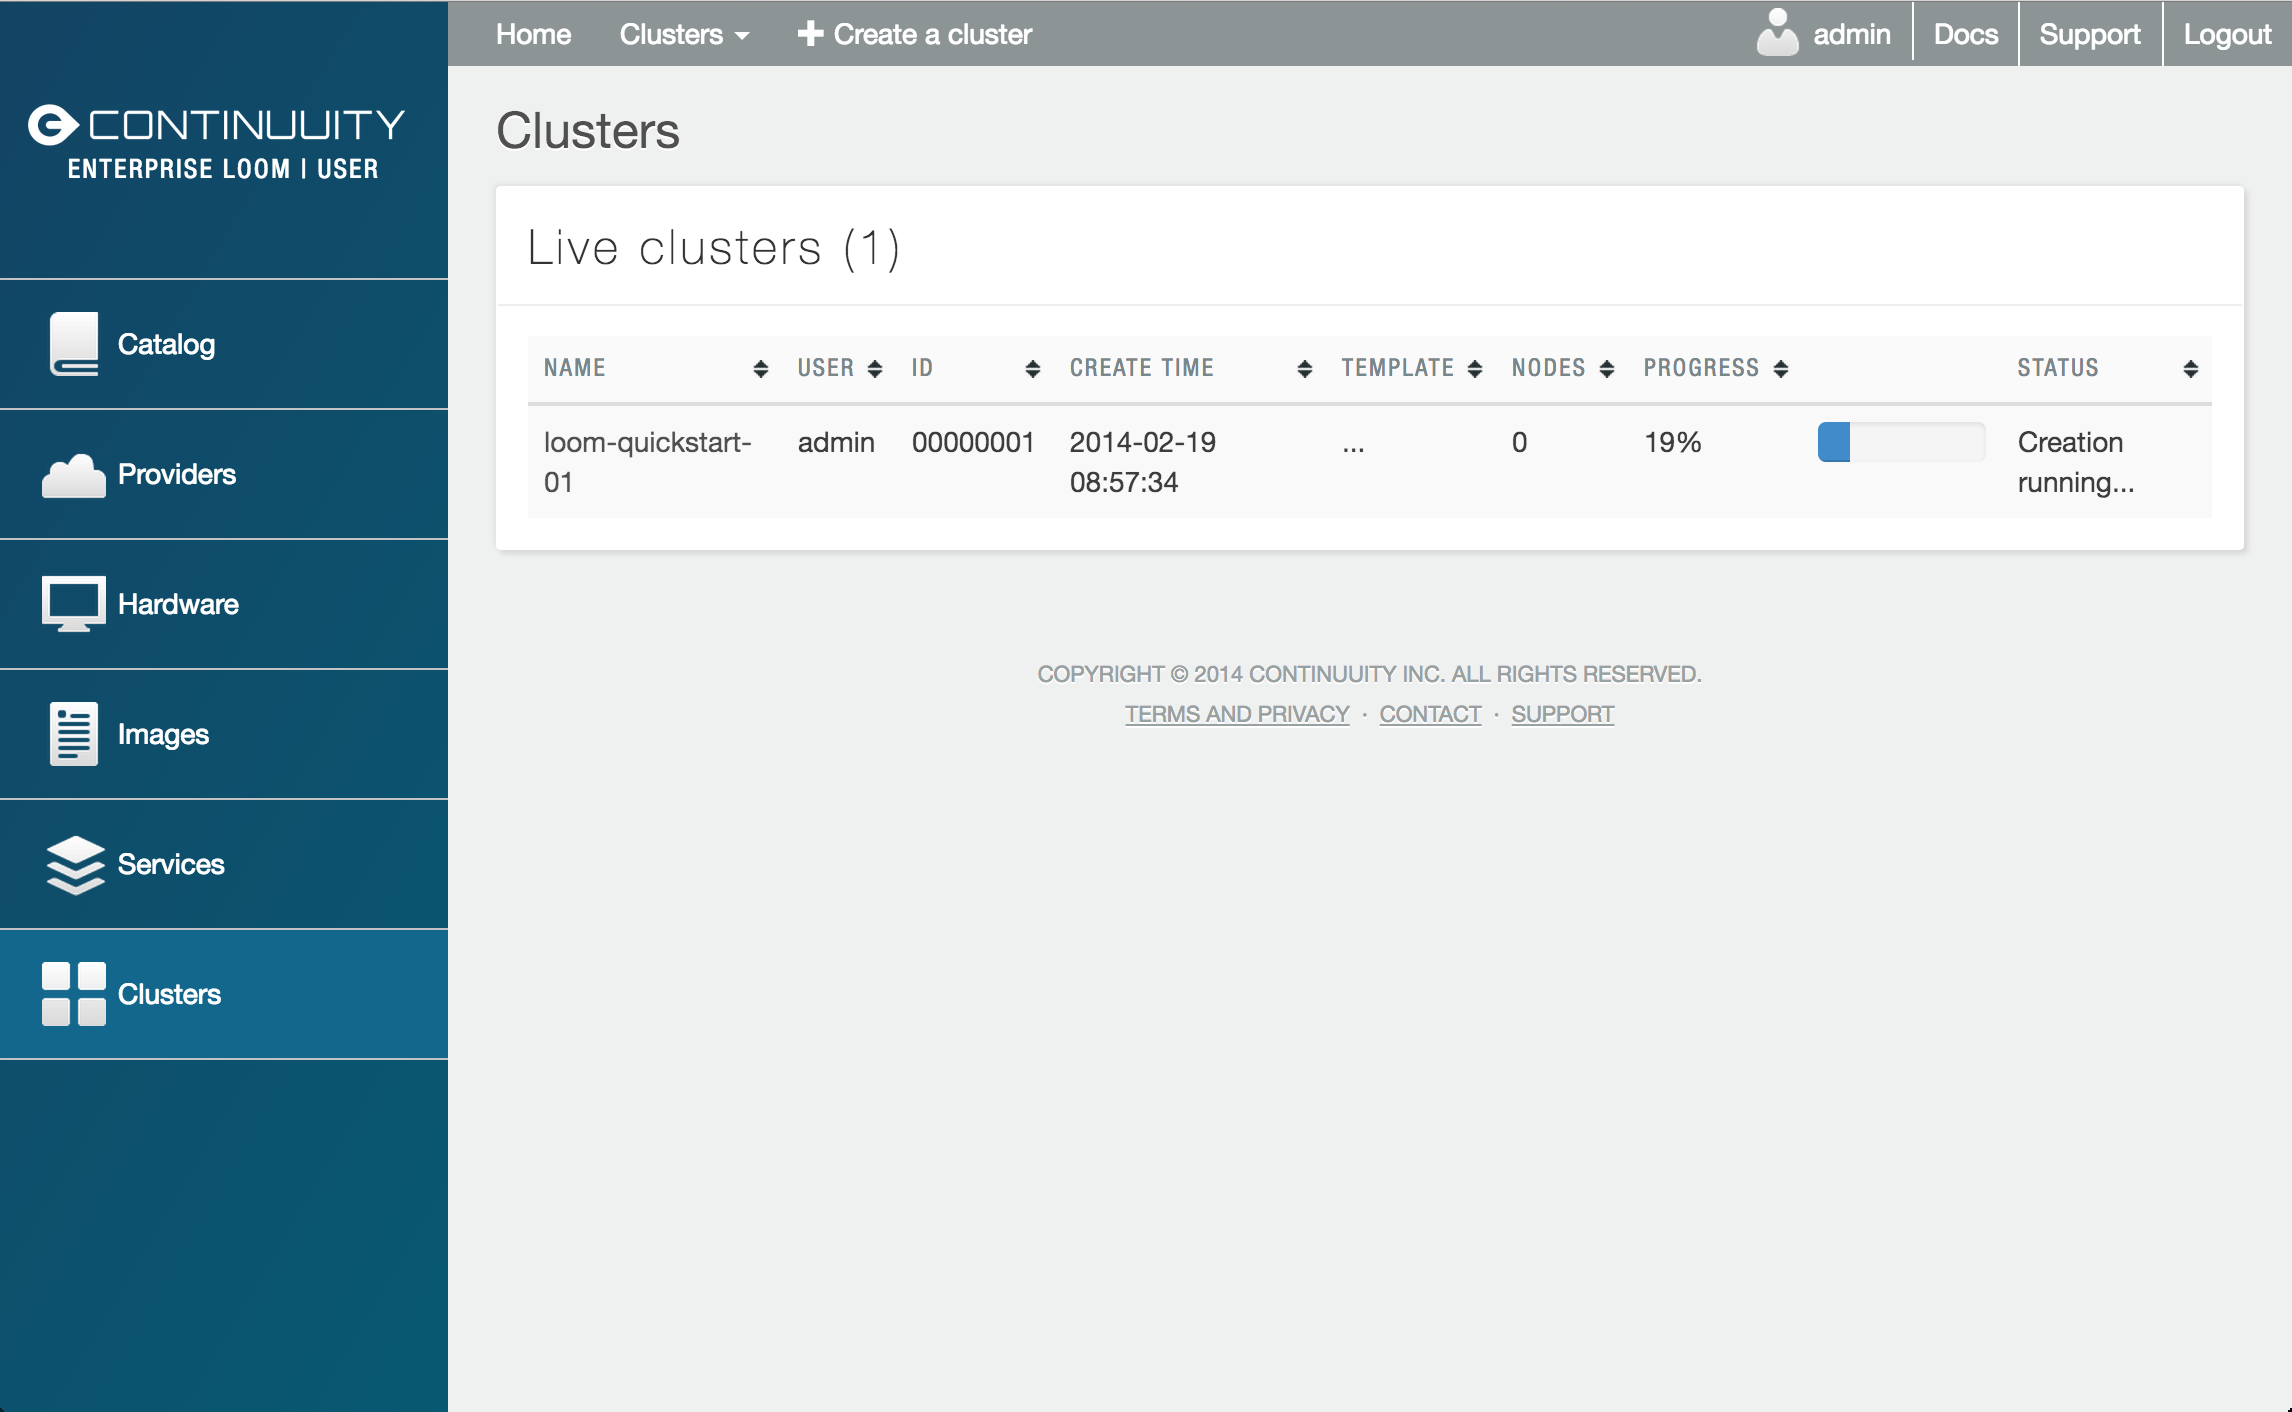 Home Clusters Create a cluster admin Docs Support Logout
CONTINUUITY
ENTERPRISE LOOM | USER
Catalog
Providers
Hardware
Images
Services
Clusters
Clusters
Live clusters (1)
NAME USER ID CREATE TIME TEMPLATE NODES PROGRESS STATUS
loom-quickstart- admin 00000001 2014-02-19 ... 0 19% Creation
01 08:57:34 running...
COPYRIGHT © 2014 CONTINUUITY INC. ALL RIGHTS RESERVED.
TERMS AND PRIVACY · CONTACT · SUPPORT